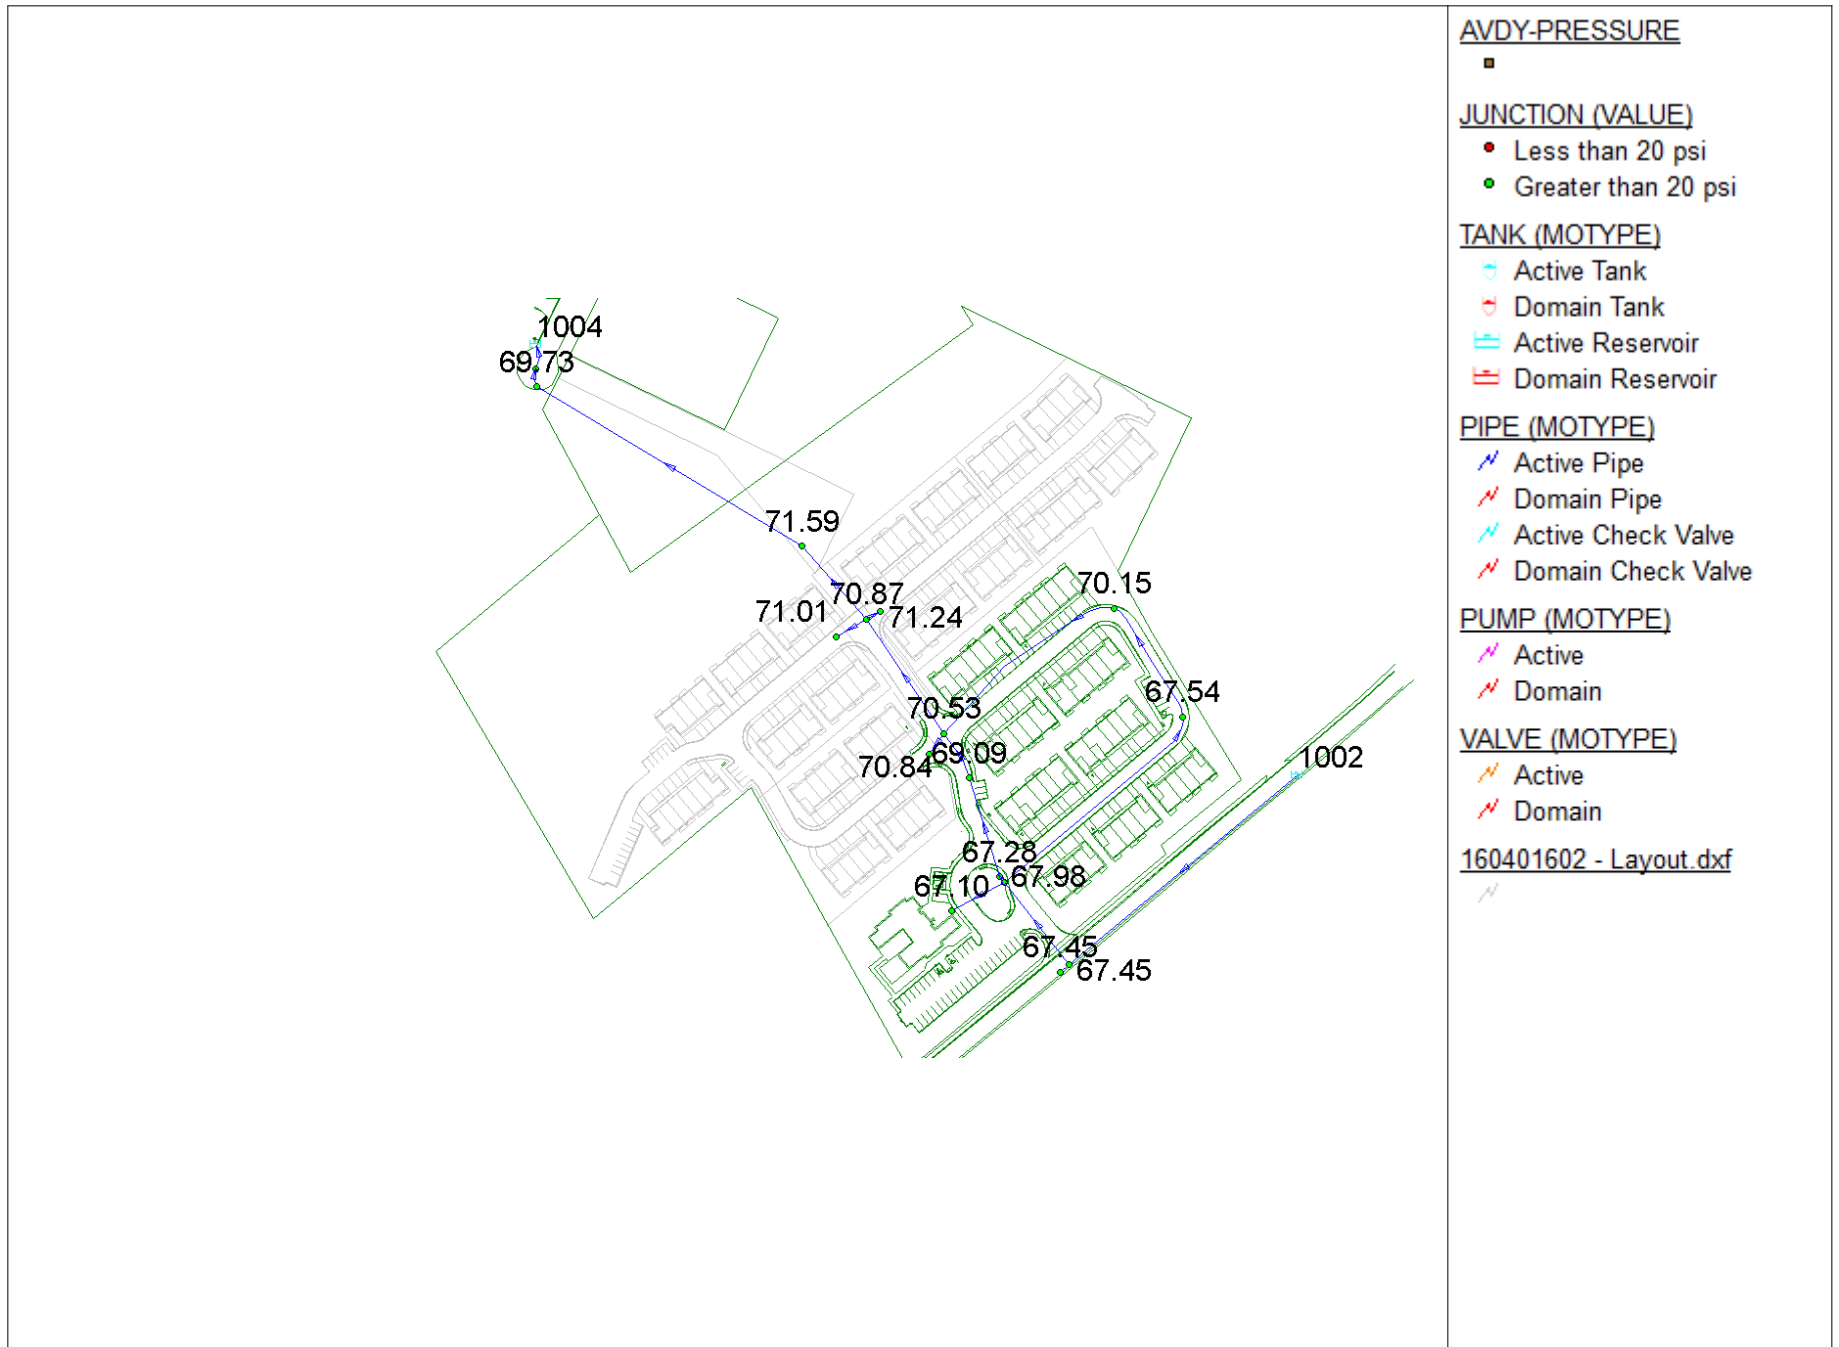 AVDY-PRESSURE
JUNCTION (VALUE)
Less than 20 psi
Greater than 20 psi
TANK (MOTYPE)
Active Tank
Domain Tank
Active Reservoir
Domain Reservoir
PIPE (MOTYPE)
Active Pipe
Domain Pipe
Active Check Valve
Domain Check Valve
PUMP (MOTYPE)
Active
Domain
VALVE (MOTYPE)
Active
Domain
160401602 - Layout.dxf
1004
69.73
71.59
70.87
71.01
71.24
70.15
67.54
70.53
69.09
70.84
1002
67.28
67.98
67.10
67.45
67.45